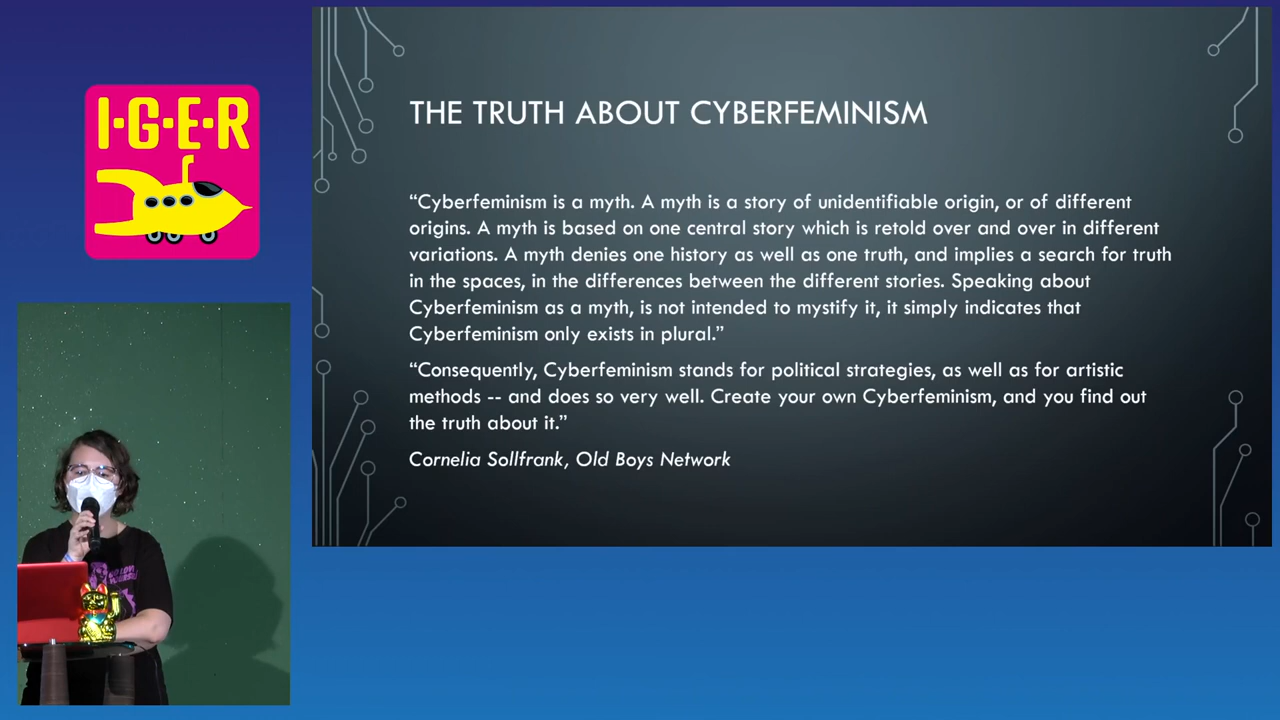 I·G·E·R
THE TRUTH ABOUT CYBERFEMINISM
“Cyberfeminism is a myth. A myth is a story of unidentifiable origin, or of different
origins. A myth is based on one central story which is retold over and over in different
variations. A myth denies one history as well as one truth, and implies a search for truth
in the spaces, in the differences between the different stories. Speaking about
Cyberfeminism as a myth, is not intended to mystify it, it simply indicates that
Cyberfeminism only exists in plural.”
“Consequently, Cyberfeminism stands for political strategies, as well as for artistic
methods -- and does so very well. Create your own Cyberfeminism, and you find out
the truth about it.”
Cornelia Sollfrank, Old Boys Network